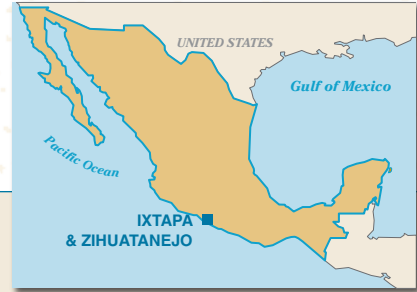 UNITED STATES
Gulf of Mexico
Pacific Ocean
IXTAPA
& ZIHUATANEJO